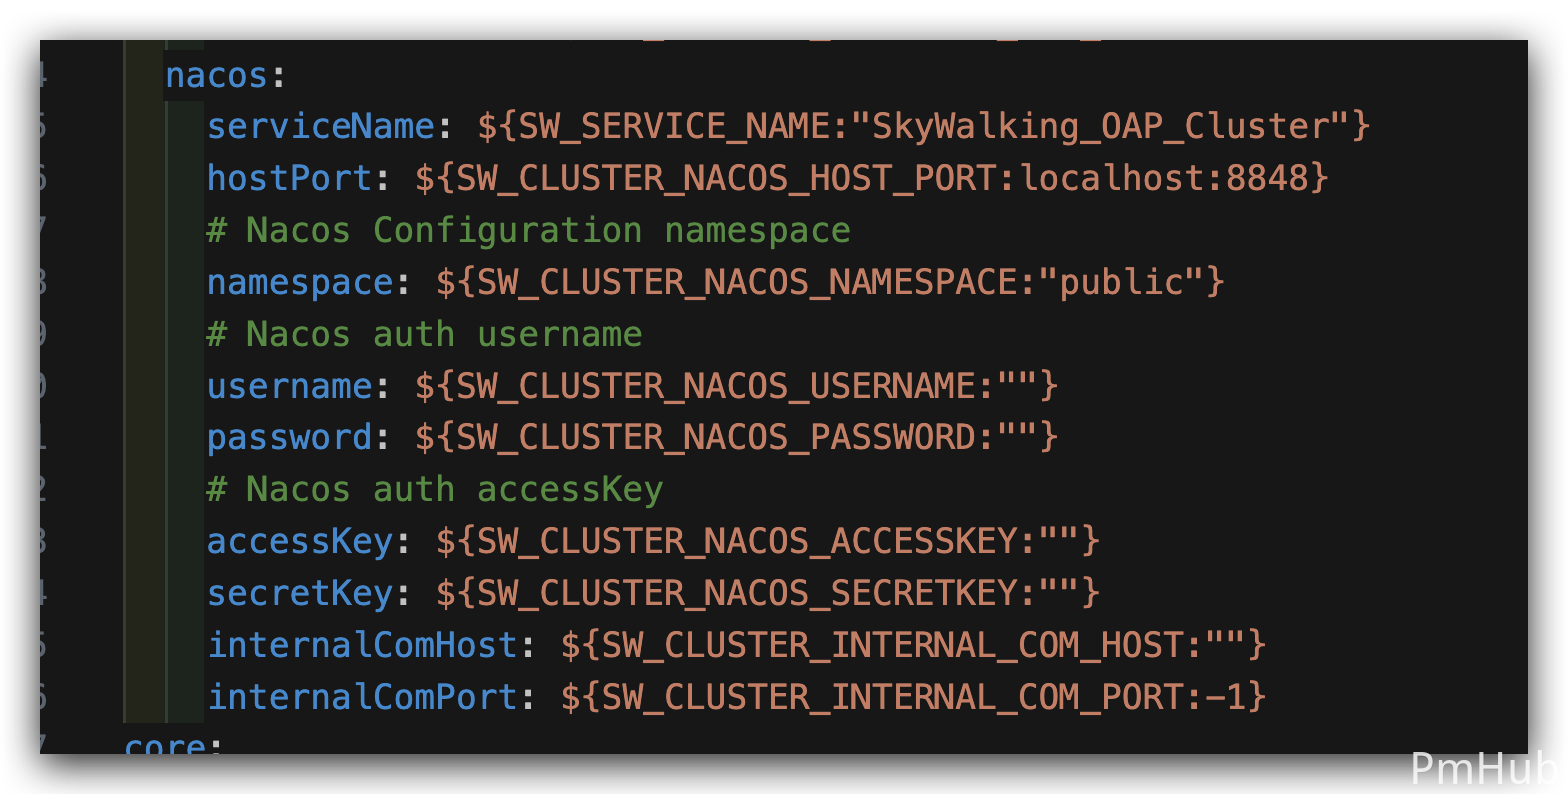 nacos:
serviceName: ${SW_SERVICE_NAME:"SkyWalking_OAP_Cluster"}
hostPort: ${SW_CLUSTER_NACOS_HOST_PORT:localhost:8848}
# Nacos Configuration namespace
namespace: ${SW_CLUSTER_NACOS_NAMESPACE:"public"}
# Nacos auth username
username: ${SW_CLUSTER_NACOS_USERNAME:""}
password: ${SW_CLUSTER_NACOS_PASSWORD:""}
# Nacos auth accessKey
accessKey: ${SW_CLUSTER_NACOS_ACCESSKEY:""}
secretKey: ${SW_CLUSTER_NACOS_SECRETKEY:""}
internalComHost: ${SW_CLUSTER_INTERNAL_COM_HOST:""}
internalComPort: ${SW_CLUSTER_INTERNAL_COM_PORT:-1}
core:
PmHub